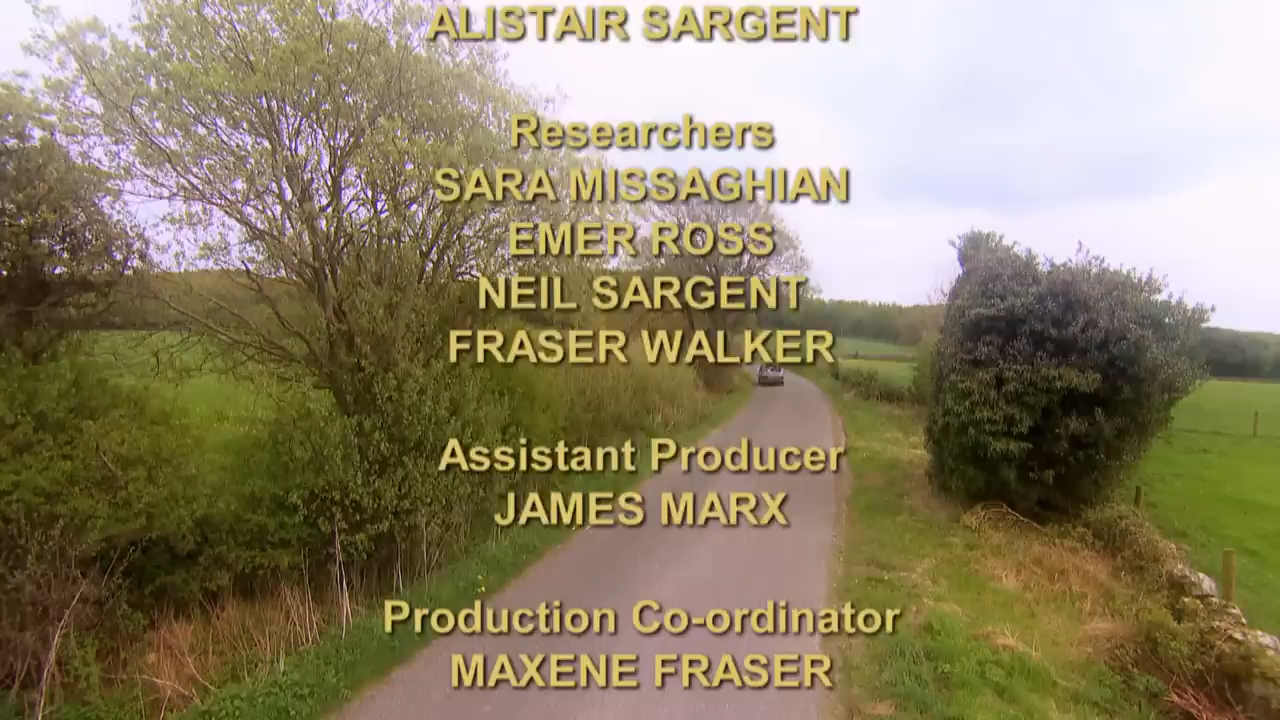 ALISTAIR SARGENT
Researchers
SARA MISSAGHIAN
EMER ROSS
NEIL SARGENT
FRASER WALKER
Assistant Producer
JAMES MARX
Production Co-ordinator
MAXENE FRASER